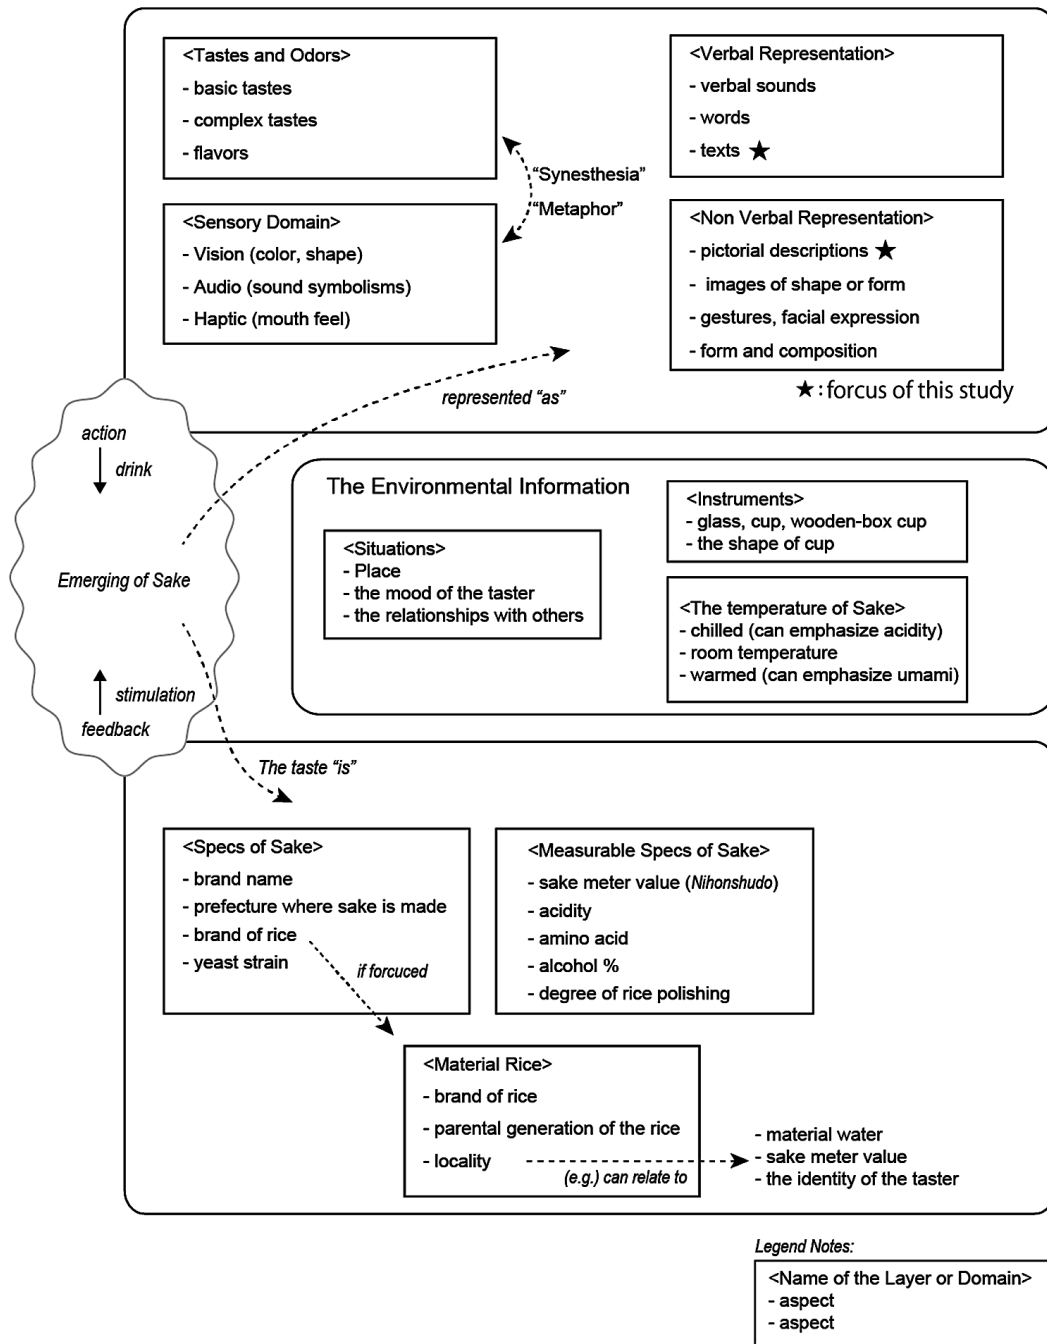 <Tastes and Odors>
- basic tastes
- complex tastes
- flavors
<Sensory Domain>
- Vision (color, shape)
- Audio (sound symbolisms)
- Haptic (mouth feel)
“Synesthesia”
“Metaphor”
<Verbal Representation>
- verbal sounds
- words
- texts ★
<Non Verbal Representation>
- pictorial descriptions ★
- images of shape or form
- gestures, facial expression
- form and composition
★: forcus of this study
represented “as”
action
drink
Emerging of Sake
stimulation
feedback
The Environmental Information
<Situations>
- Place
- the mood of the taster
- the relationships with others
<Instruments>
- glass, cup, wooden-box cup
- the shape of cup
<The temperature of Sake>
- chilled (can emphasize acidity)
- room temperature
- warmed (can emphasize umami)
The taste “is”
<Specs of Sake>
- brand name
- prefecture where sake is made
- brand of rice
- yeast strain
if forcuced
<Measurable Specs of Sake>
- sake meter value (Nihonshudo)
- acidity
- amino acid
- alcohol %
- degree of rice polishing
<Material Rice>
- brand of rice
- parental generation of the rice
- locality
(e.g.) can relate to
- material water
- sake meter value
- the identity of the taster
Legend Notes:
<Name of the Layer or Domain>
- aspect
- aspect